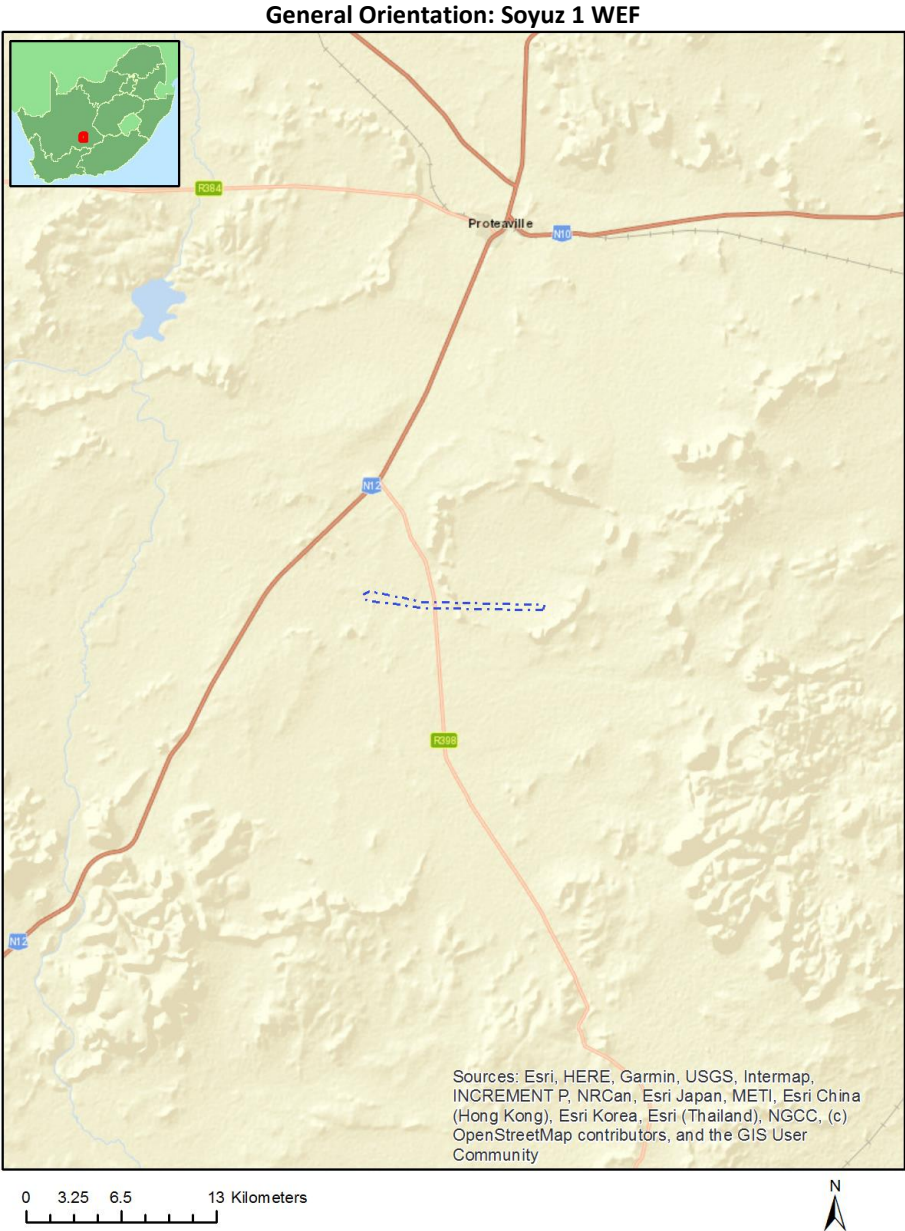 General Orientation: Soyuz 1 WEF
R384
Proteaville
N10
N12
R398
N12
Sources: Esri, HERE, Garmin, USGS, Intermap,
INCREMENT P, NRCan, Esri Japan, METI, Esri China
(Hong Kong), Esri Korea, Esri (Thailand), NGCC, (c)
OpenStreetMap contributors, and the GIS User
Community
0 3.25 6.5 13 Kilometers
N